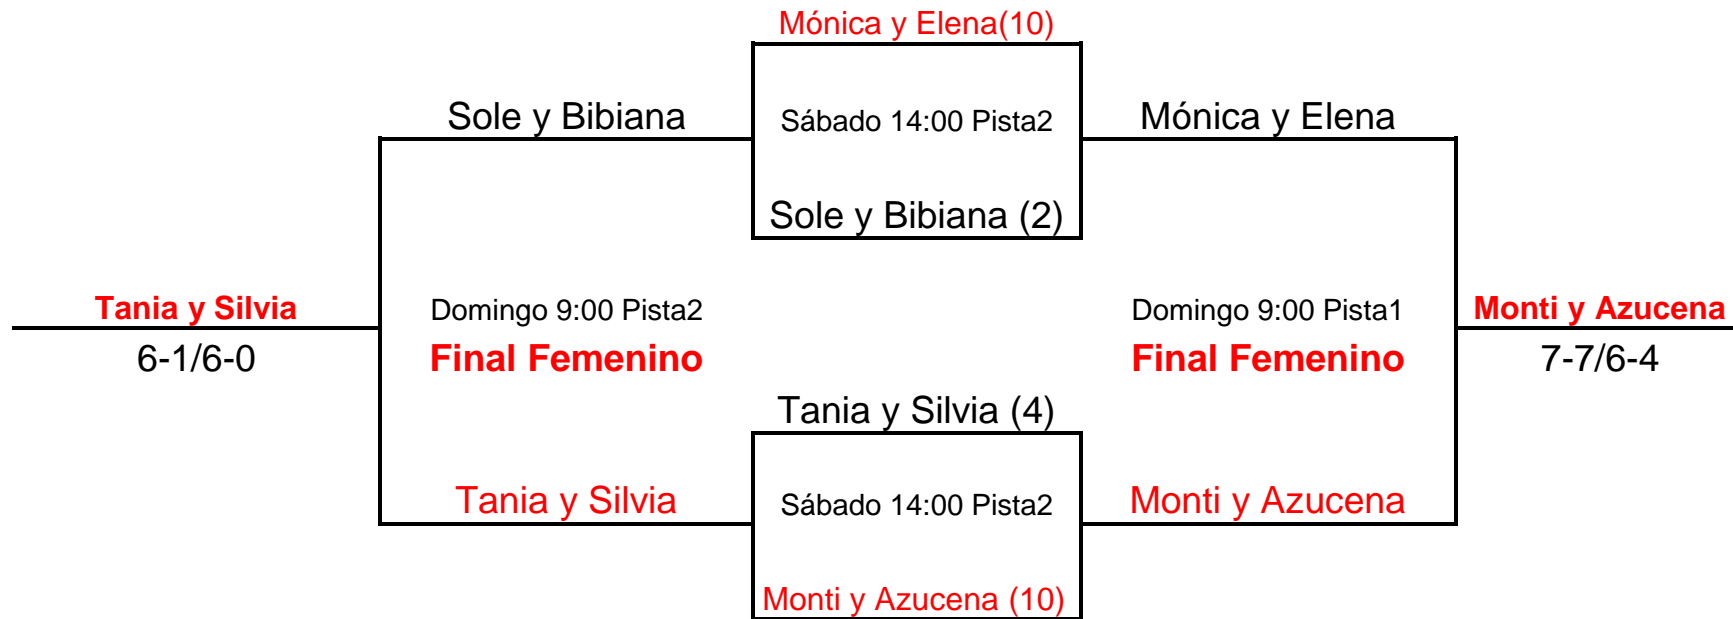 Mónica y Elena(10)
Sole y Bibiana
Sábado 14:00 Pista2
Mónica y Elena
Sole y Bibiana (2)
Tania y Silvia
Domingo 9:00 Pista2
Domingo 9:00 Pista1
Monti y Azucena
6-1/6-0
Final Femenino
Final Femenino
7-7/6-4
Tania y Silvia (4)
Tania y Silvia
Sábado 14:00 Pista2
Monti y Azucena
Monti y Azucena (10)